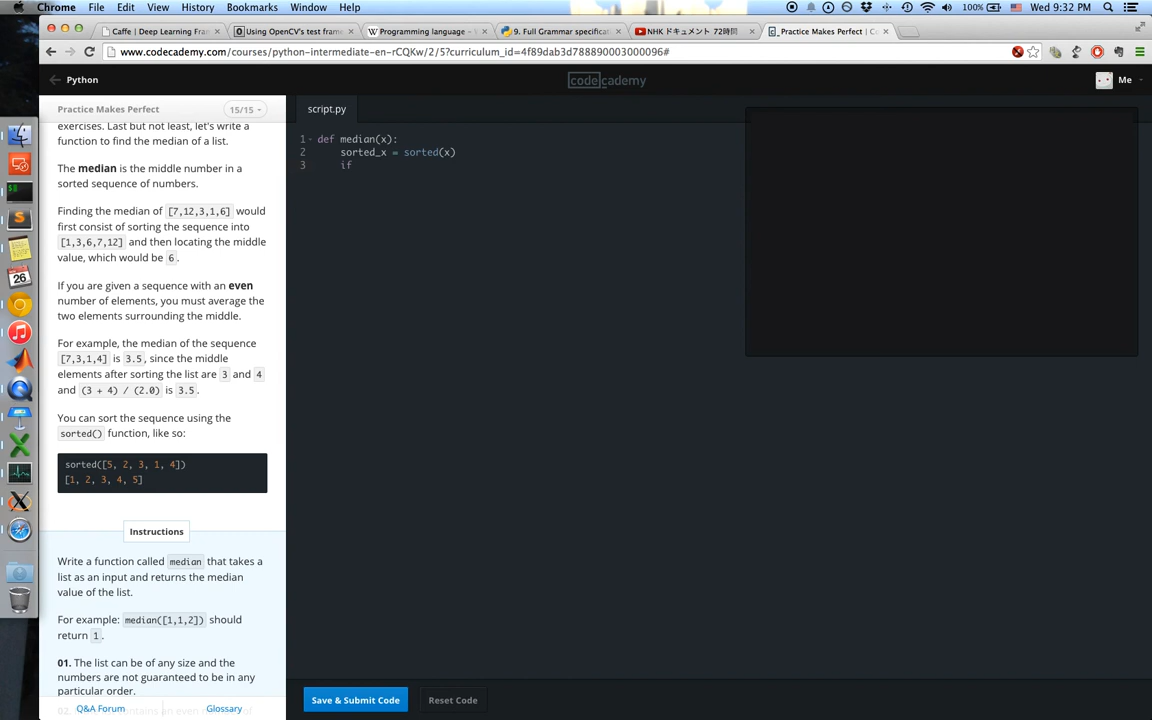 Chrome File Edit View History Bookmarks Window Help
100% Wed 9:32 PM
Caffe | Deep Learning Fra
Using OpenCV's test frame
Programming language -
9. Full Grammar specific
NHK ドキュメント 72時間
Practice Makes Perfect | Co
Me
www.codecademy.com/courses/python-intermediate-en-rCQKw/2/5?curriculum_id=4f89dab3d788890003000096#
Python
codecademy
Me
Practice Makes Perfect
15/15
script.py
exercises. Last but not least, let's write a
function to find the median of a list.
The median is the middle number in a
sorted sequence of numbers.
Finding the median of [7,12,3,1,6] would
first consist of sorting the sequence into
[1,3,6,7,12] and then locating the middle
value, which would be 6.
If you are given a sequence with an even
number of elements, you must average the
two elements surrounding the middle.
For example, the median of the sequence
[7,3,1,4] is 3.5, since the middle
elements after sorting the list are 3 and 4
and (3 + 4) / (2.0) is 3.5.
You can sort the sequence using the
sorted() function, like so:
sorted([5, 2, 3, 1, 4])
[1, 2, 3, 4, 5]
Instructions
Write a function called median that takes a
list as an input and returns the median
value of the list.
For example: median([1,1,2]) should
return 1.
01. The list can be of any size and the
numbers are not guaranteed to be in any
particular order.
Q&A Forum Glossary
1 def median(x):
2 sorted_x = sorted(x)
3 if
Save & Submit Code
Reset Code
26